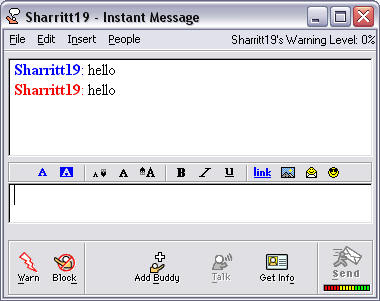 Sharritt19 - Instant Message
File Edit Insert People Sharritt19's Warning Level: 0%
Sharritt19: hello
Sharritt19: hello
A A A A A B I U link
Warn Block Add Buddy Talk Get Info Send